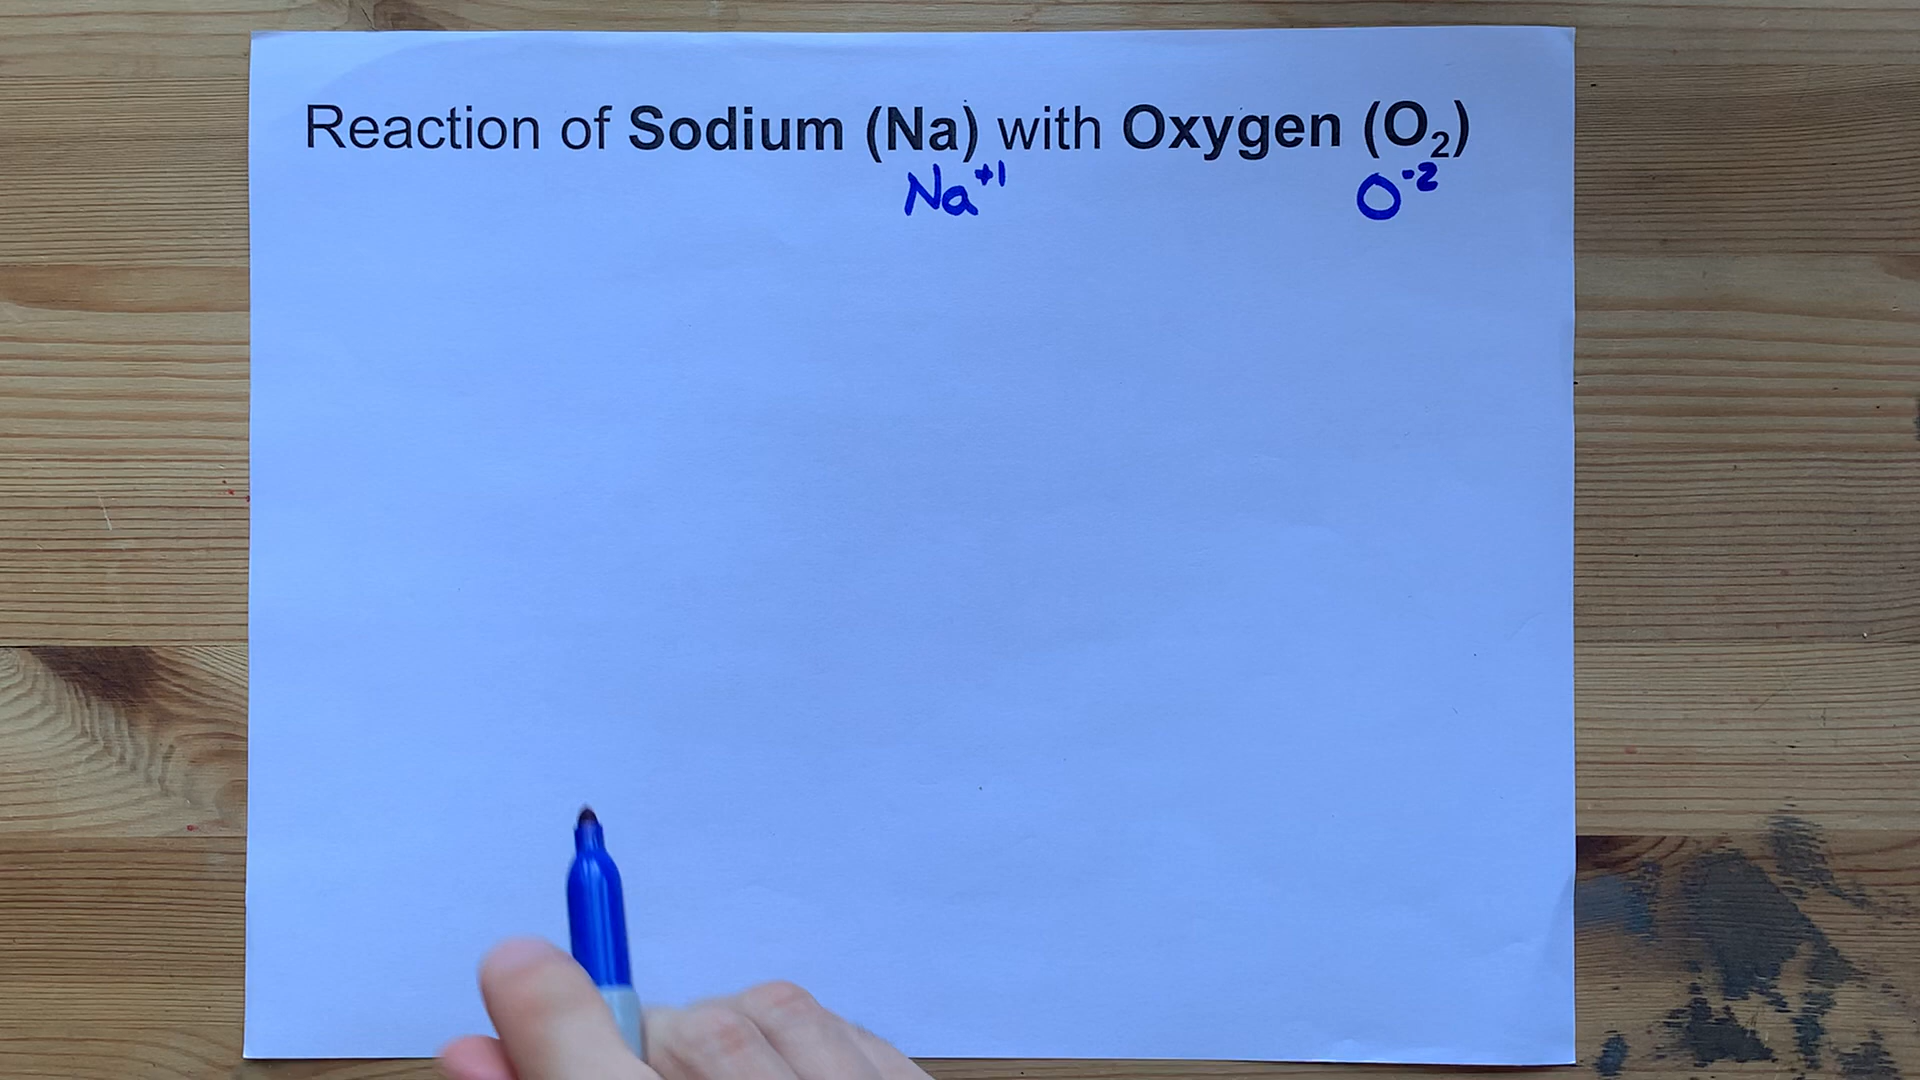 Reaction of Sodium (Na) with Oxygen (O₂)
Na⁺¹ O⁻²